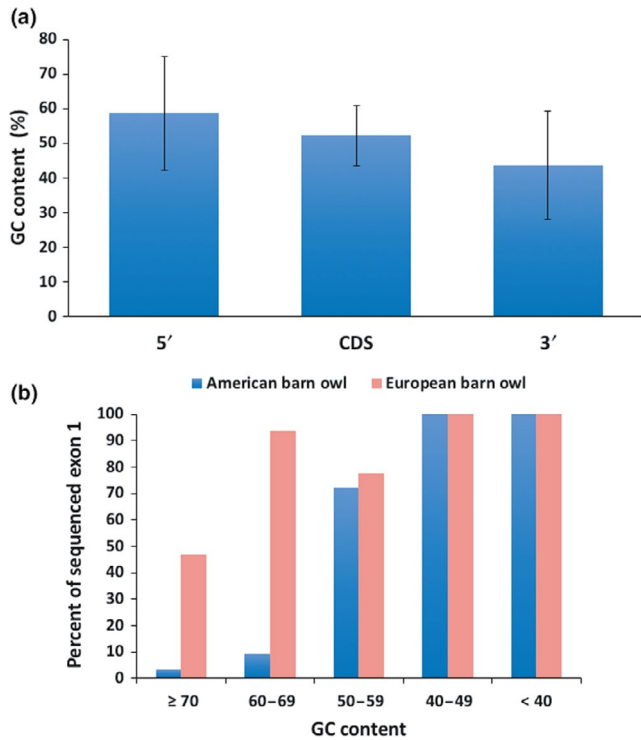 (a)
80
70
60
50
40
30
20
10
0
GC content (%)
5′ CDS 3′
American barn owl European barn owl
(b)
100
90
80
70
60
50
40
30
20
10
0
Percent of sequenced exon 1
≥ 70 60–69 50–59 40–49 < 40
GC content